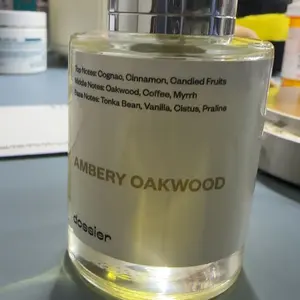 Top Notes: Cognac, Cinnamon, Candied Fruits
Middle Notes: Oakwood, Coffee, Myrrh
Base Notes: Tonka Bean, Vanilla, Cistus, Praline
AMBERY OAKWOOD
dossier